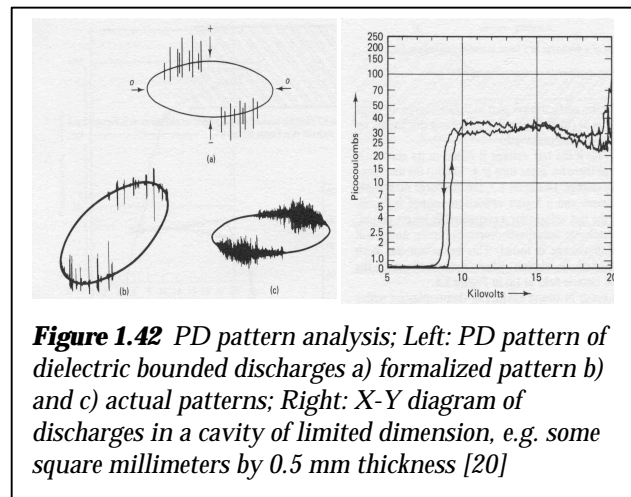 +
0
0
−
(a)
(b)
(c)
Picocoulombs
250
200
150
100
70
50
40
30
25
20
15
10
7
5
4
2.5
2
1.0
0
5
10
15
20
Kilovolts
Figure 1.42 PD pattern analysis; Left: PD pattern of
dielectric bounded discharges a) formalized pattern b)
and c) actual patterns; Right: X-Y diagram of
discharges in a cavity of limited dimension, e.g. some
square millimeters by 0.5 mm thickness [20]